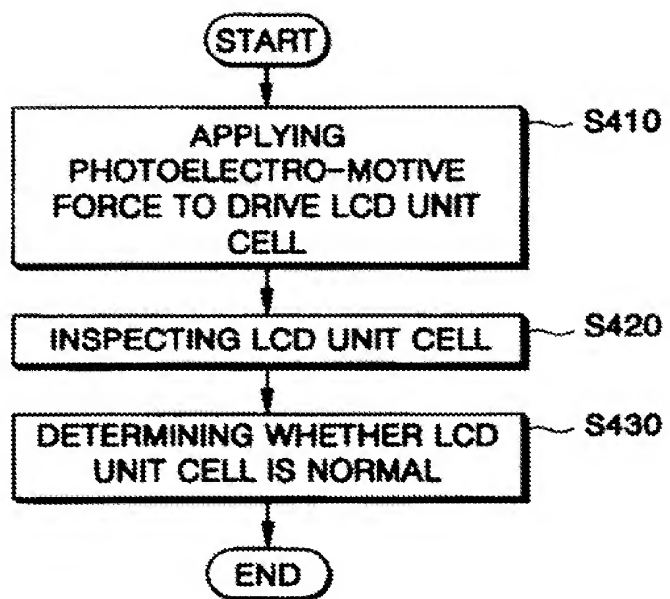 START
APPLYING
PHOTOELECTRO-MOTIVE
FORCE TO DRIVE LCD UNIT
CELL
S410
INSPECTING LCD UNIT CELL
S420
DETERMINING WHETHER LCD
UNIT CELL IS NORMAL
S430
END